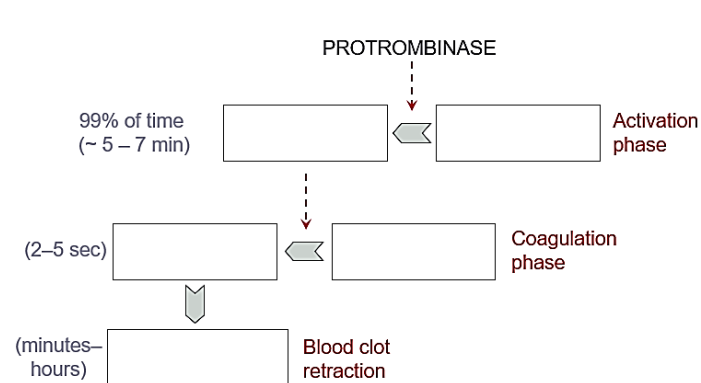 PROTROMBINASE
99% of time
(~ 5 – 7 min)
Activation
phase
(2–5 sec)
Coagulation
phase
(minutes–
hours)
Blood clot
retraction